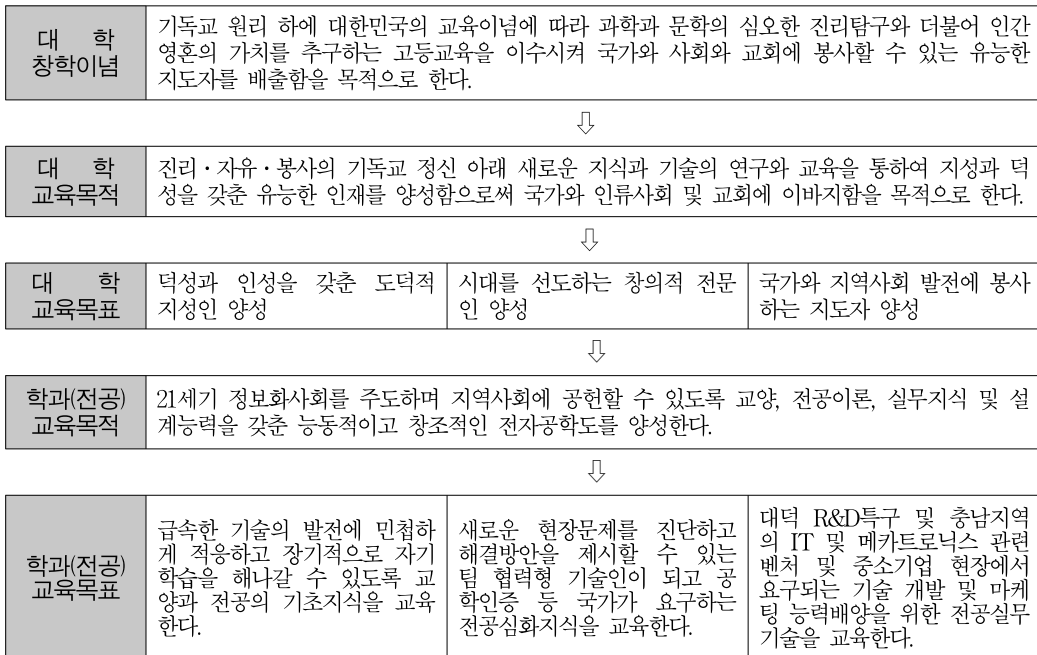 대 학
창학이념
기독교 원리 하에 대한민국의 교육이념에 따라 과학과 문학의 심오한 진리탐구와 더불어 인간
영혼의 가치를 추구하는 고등교육을 이수시켜 국가와 사회와 교회에 봉사할 수 있는 유능한
지도자를 배출함을 목적으로 한다.
⇩
대 학
교육목적
진리·자유·봉사의 기독교 정신 아래 새로운 지식과 기술의 연구와 교육을 통하여 지성과 덕
성을 갖춘 유능한 인재를 양성함으로써 국가와 인류사회 및 교회에 이바지함을 목적으로 한다.
⇩
대 학
교육목표
덕성과 인성을 갖춘 도덕적
지성인 양성
시대를 선도하는 창의적 전문
인 양성
국가와 지역사회 발전에 봉사
하는 지도자 양성
⇩
학과(전공)
교육목적
21세기 정보화사회를 주도하며 지역사회에 공헌할 수 있도록 교양, 전공이론, 실무지식 및 설
계능력을 갖춘 능동적이고 창조적인 전자공학도를 양성한다.
⇩
학과(전공)
교육목표
급속한 기술의 발전에 민첩하
게 적응하고 장기적으로 자기
학습을 해나갈 수 있도록 교
양과 전공의 기초지식을 교육
한다.
새로운 현장문제를 진단하고
해결방안을 제시할 수 있는
팀 협력형 기술인이 되고 공
학인증 등 국가가 요구하는
전공심화지식을 교육한다.
대덕 R&D특구 및 충남지역
의 IT 및 메카트로닉스 관련
벤처 및 중소기업 현장에서
요구되는 기술 개발 및 마케
팅 능력배양을 위한 전공실무
기술을 교육한다.